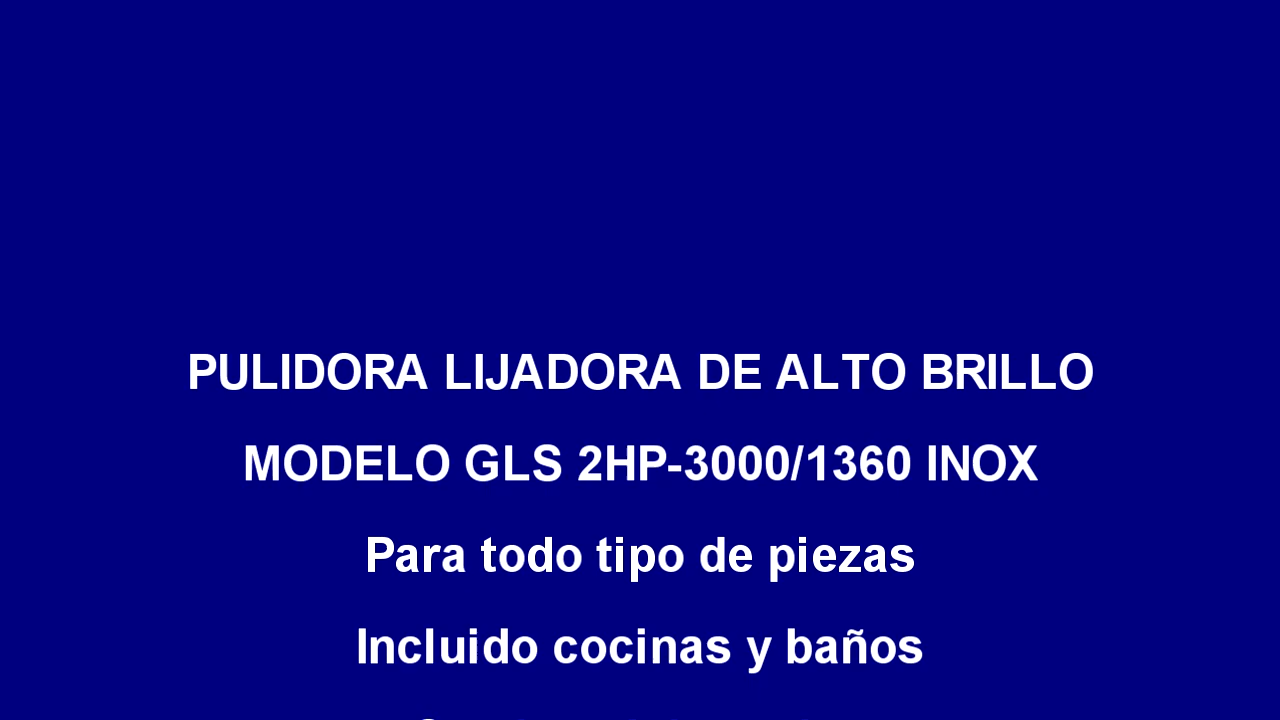 PULIDORA LIJADORA DE ALTO BRILLO
MODELO GLS 2HP-3000/1360 INOX
Para todo tipo de piezas
Incluido cocinas y baños